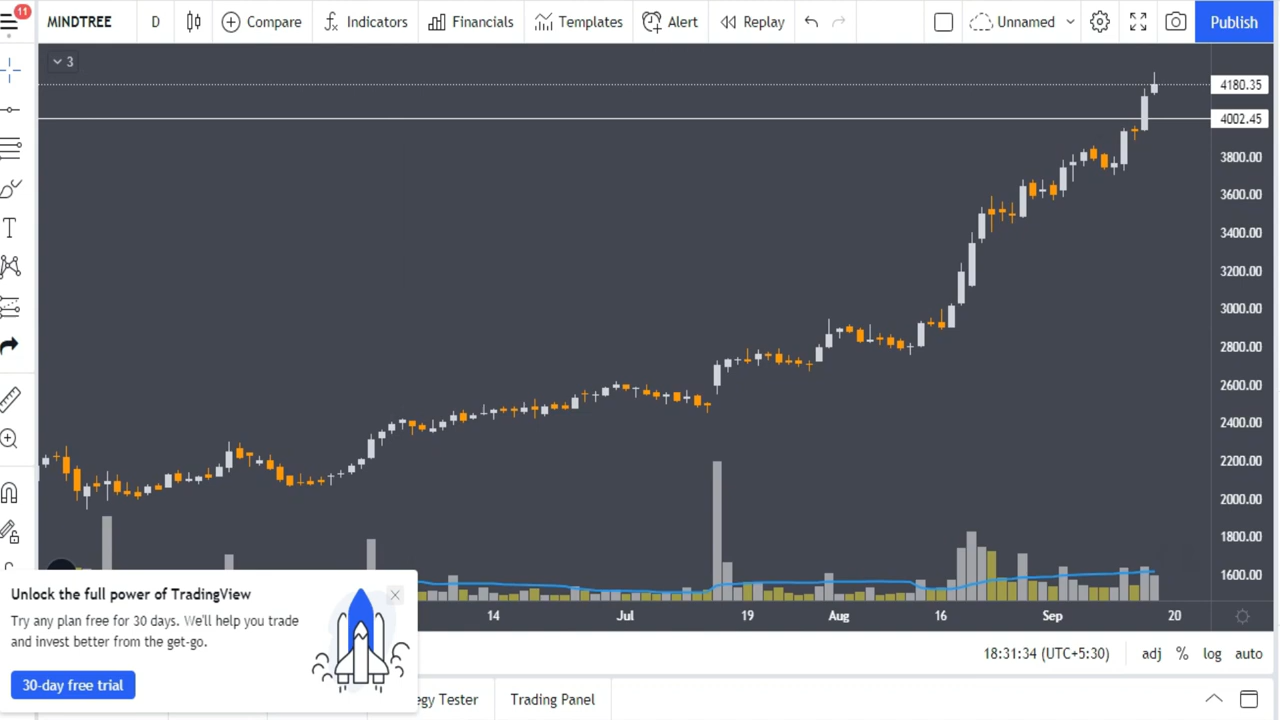 11
MINDTREE
D
Compare
fx Indicators
Financials
Templates
Alert
Replay
Unnamed
Publish
3
T
4180.35
4002.45
3800.00
3600.00
3400.00
3200.00
3000.00
2800.00
2600.00
2400.00
2200.00
2000.00
1800.00
1600.00
14
Jul
19
Aug
16
Sep
20
Unlock the full power of TradingView
Try any plan free for 30 days. We'll help you trade
and invest better from the get-go.
30-day free trial
18:31:34 (UTC+5:30)
adj
%
log
auto
egy Tester
Trading Panel